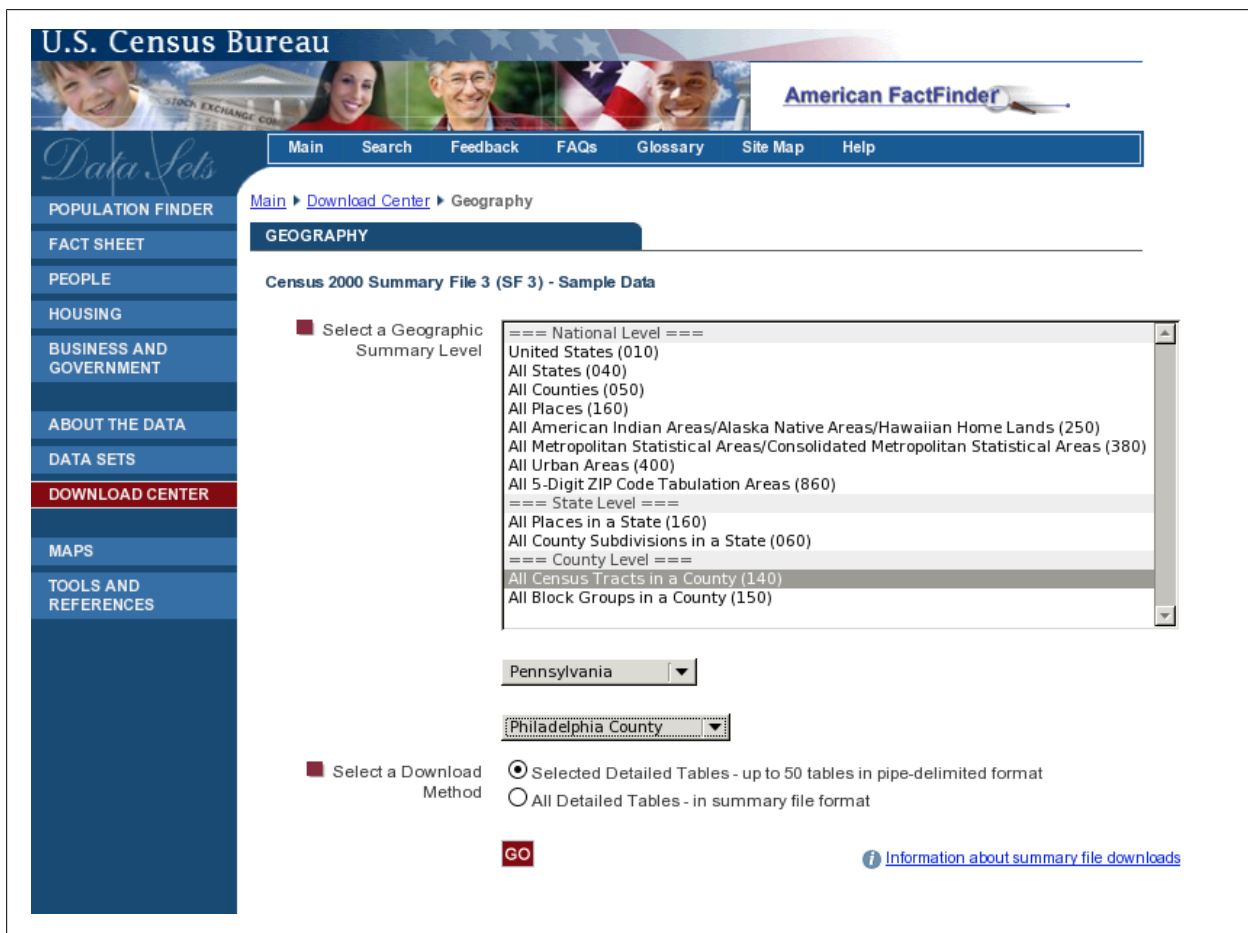 U.S. Census Bureau
STOCK EXCHANGE
American FactFinder
Data Sets
Main Search Feedback FAQs Glossary Site Map Help
POPULATION FINDER
FACT SHEET
PEOPLE
HOUSING
BUSINESS AND
GOVERNMENT
ABOUT THE DATA
DATA SETS
DOWNLOAD CENTER
MAPS
TOOLS AND
REFERENCES
Main Download Center Geography
GEOGRAPHY
Census 2000 Summary File 3 (SF 3) - Sample Data
Select a Geographic
Summary Level
=== National Level ===
United States (010)
All States (040)
All Counties (050)
All Places (160)
All American Indian Areas/Alaska Native Areas/Hawaiian Home Lands (250)
All Metropolitan Statistical Areas/Consolidated Metropolitan Statistical Areas (380)
All Urban Areas (400)
All 5-Digit ZIP Code Tabulation Areas (860)
=== State Level ===
All Places in a State (160)
All County Subdivisions in a State (060)
=== County Level ===
All Census Tracts in a County (140)
All Block Groups in a County (150)
Pennsylvania
Philadelphia County
Select a Download
Method
Selected Detailed Tables - up to 50 tables in pipe-delimited format
All Detailed Tables - in summary file format
GO
i Information about summary file downloads